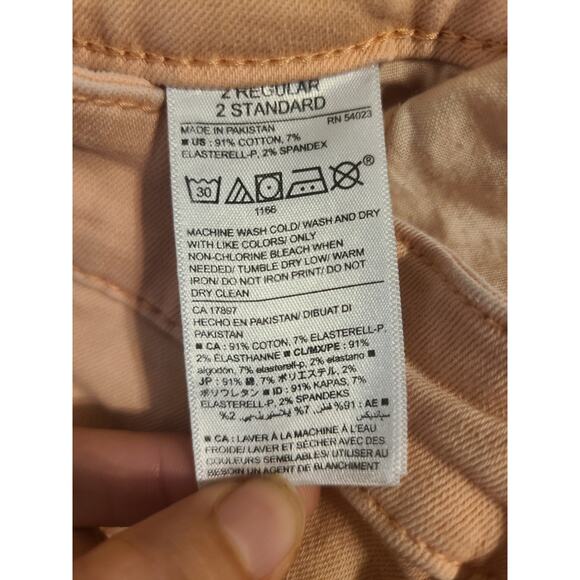 2 REGULAR
2 STANDARD
MADE IN PAKISTAN RN 54023
■ US : 91% COTTON, 7%
ELASTERELL-P, 2% SPANDEX
30 ®
1166
MACHINE WASH COLD/ WASH AND DRY
WITH LIKE COLORS/ ONLY
NON-CHLORINE BLEACH WHEN
NEEDED/ TUMBLE DRY LOW/ WARM
IRON/ DO NOT IRON PRINT/ DO NOT
DRY CLEAN
CA 17897
HECHO EN PAKISTAN/ DIBUAT DI
PAKISTAN
■ CA : 91% COTON, 7% ELASTERELL-P,
2% ÉLASTHANNE ■ CL/MX/PE : 91%
algodón, 7% elasterell-p, 2% elastano ■
JP : 91% 綿, 7% ポリエステル, 2%
ポリウレタン ■ ID : 91% KAPAS, 7%
ELASTERELL-P, 2% SPANDEKS
■ AE : 91% قطن, 7% %2
سباندكس
■ CA : LAVER À LA MACHINE À L'EAU
FROIDE/ LAVER ET SÉCHER AVEC DES
COULEURS SEMBLABLES/ UTILISER AU
BESOIN UN AGENT DE BLANCHIMENT